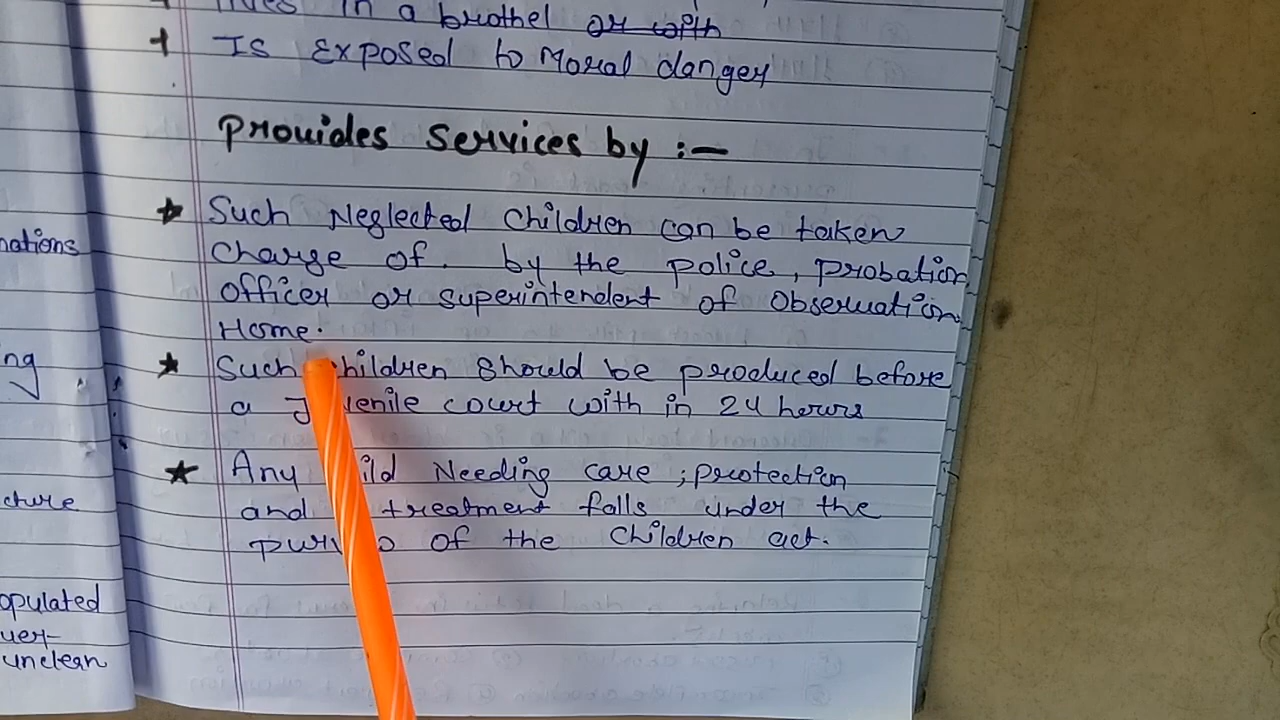 nations
ng
cture
opulated
ver-
unclean
in a brothel or with
Is Exposed to Moral danger
Provides Services by :-
Such Neglected Children can be taken
Charge of. by the police, probation
Officer or superintendent of Observation
Home.
Such children should be produced before
a venile court with in 24 hours
Any Needing care ; protection
and treatment falls under the
of the Children act.